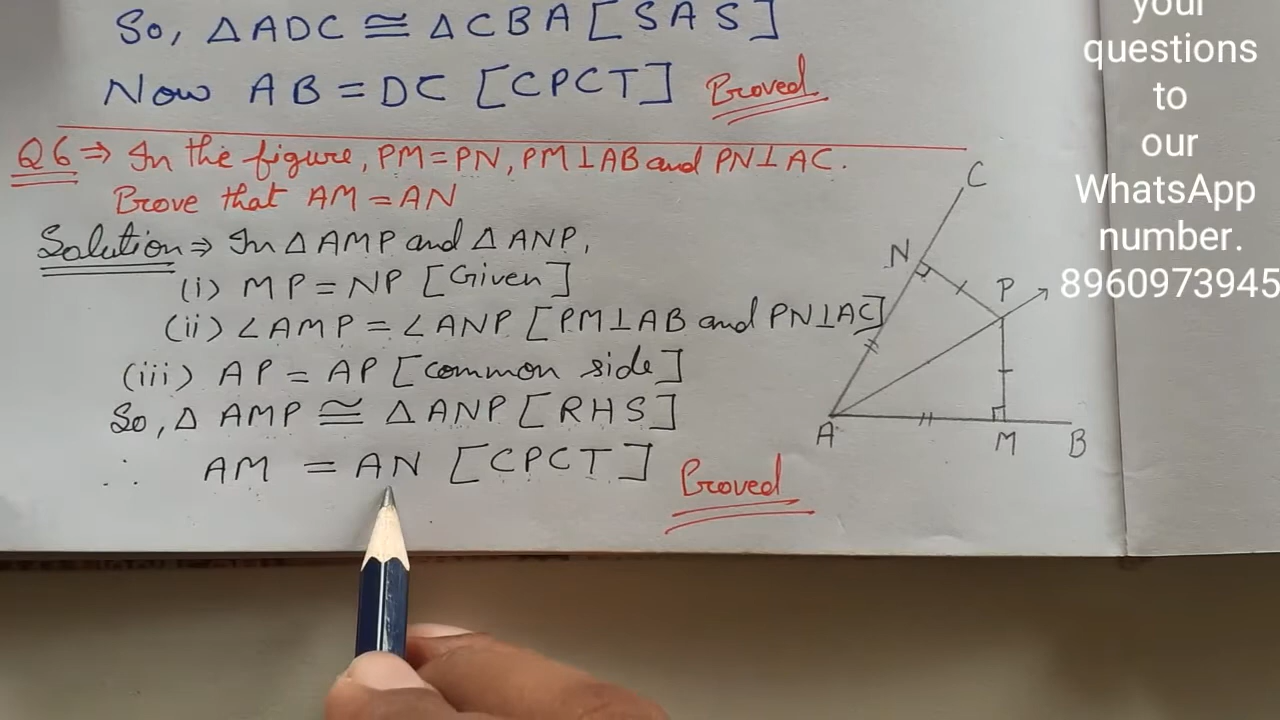 So, △ADC ≅ △CBA [SAS]
Now AB = DC [CPCT] Proved
Q6 ⇒ In the figure, PM = PN, PM ⊥ AB and PN ⊥ AC.
Prove that AM = AN
Solution ⇒ In △AMP and △ANP,
(i) MP = NP [Given]
(ii) ∠AMP = ∠ANP [PM ⊥ AB and PN ⊥ AC]
(iii) AP = AP [common side]
So, △ AMP ≅ △ANP [RHS]
∴ AM = AN [CPCT] Proved
C
N
P
A
M
B
your
questions
to
our
WhatsApp
number.
8960973945